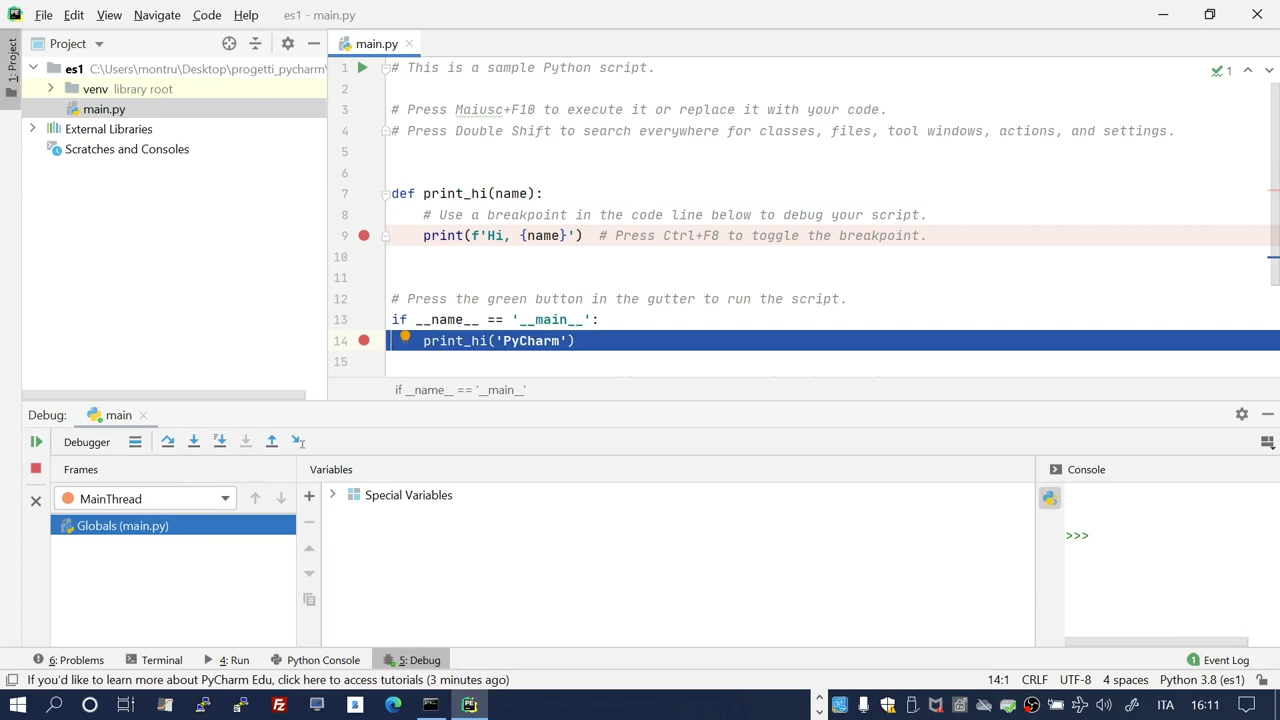 File Edit View Navigate Code Help es1 - main.py
1: Project
Project
es1 C:\Users\montru\Desktop\progetti_pycharm\
venv library root
main.py
External Libraries
Scratches and Consoles
main.py
1 # This is a sample Python script.
2
3 # Press Maiusc+F10 to execute it or replace it with your code.
4 # Press Double Shift to search everywhere for classes, files, tool windows, actions, and settings.
5
6
7 def print_hi(name):
8 # Use a breakpoint in the code line below to debug your script.
9 print(f'Hi, {name}') # Press Ctrl+F8 to toggle the breakpoint.
10
11
12 # Press the green button in the gutter to run the script.
13 if __name__ == '__main__':
14 print_hi('PyCharm')
15
1
if __name__ == '__main__'
Debug: main
Debugger
Frames
Variables
Console
MainThread
Special Variables
Globals (main.py)
>>>
6: Problems Terminal 4: Run Python Console 5: Debug 1 Event Log
If you'd like to learn more about PyCharm Edu, click here to access tutorials (3 minutes ago) 14:1 CRLF UTF-8 4 spaces Python 3.8 (es1)
ITA 16:11